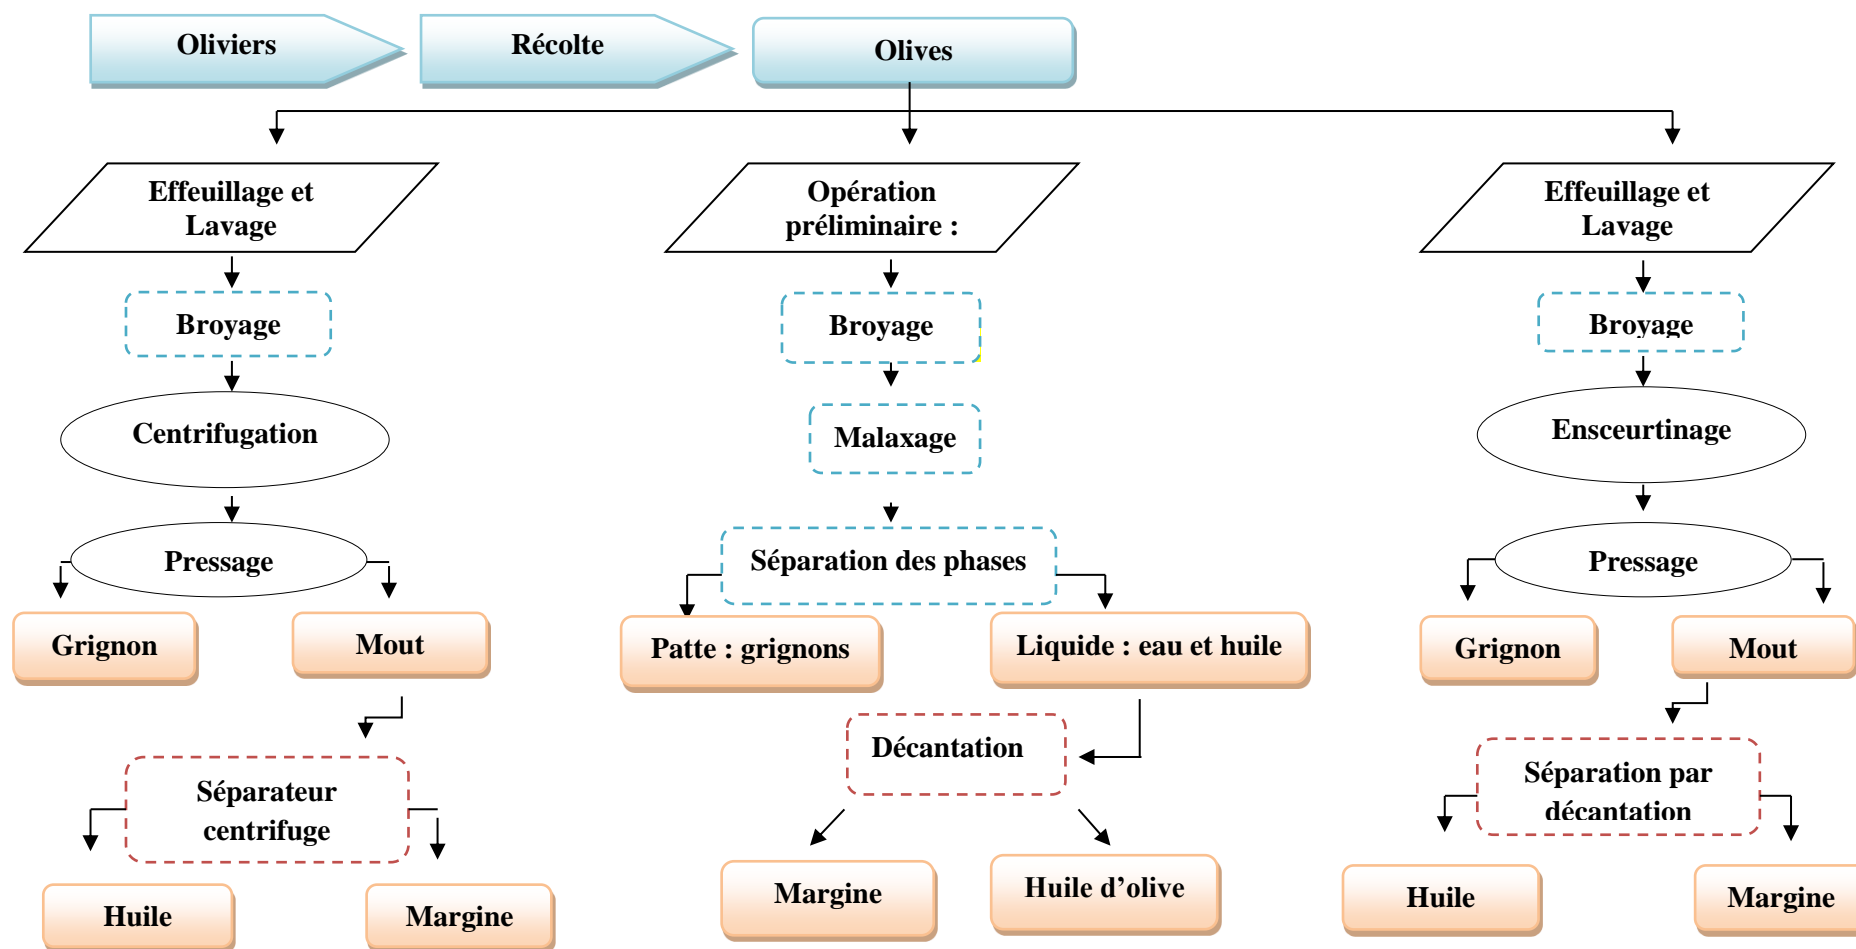 Oliviers
Récolte
Olives
Effeuillage et
Lavage
Opération
préliminaire :
Effeuillage et
Lavage
Broyage
Broyage
Broyage
Centrifugation
Malaxage
Ensceurtinage
Pressage
Séparation des phases
Pressage
Grignon
Mout
Patte : grignons
Liquide : eau et huile
Grignon
Mout
Séparateur
centrifuge
Décantation
Séparation par
décantation
Huile
Margine
Margine
Huile d’olive
Huile
Margine